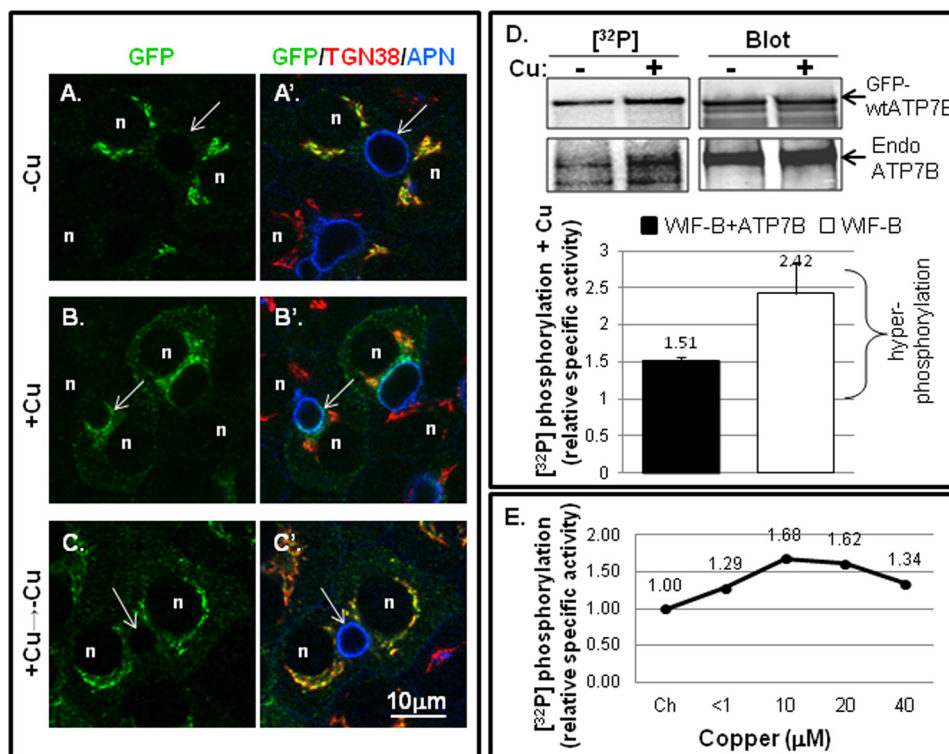 GFP
GFP/TGN38/APN
-Cu
A.
n
n
n
A'.
+Cu
B.
n
n
n
n
B'.
+Cu→-Cu
C.
n
n
C'.
10μm
D.
[³²P]
Blot
Cu:
-
+
-
+
GFP-
wtATP7B
Endo
ATP7B
WIF-B+ATP7B
WIF-B
[³²P] phosphorylation + Cu
(relative specific activity)
3
2.5
2
1.5
1
0.5
0
1.51
2.42
hyper-
phosphorylation
E.
[³²P] phosphorylation
(relative specific activity)
2.00
1.50
1.00
0.50
0.00
1.00
1.29
1.68
1.62
1.34
Ch
<1
10
20
40
Copper (μM)